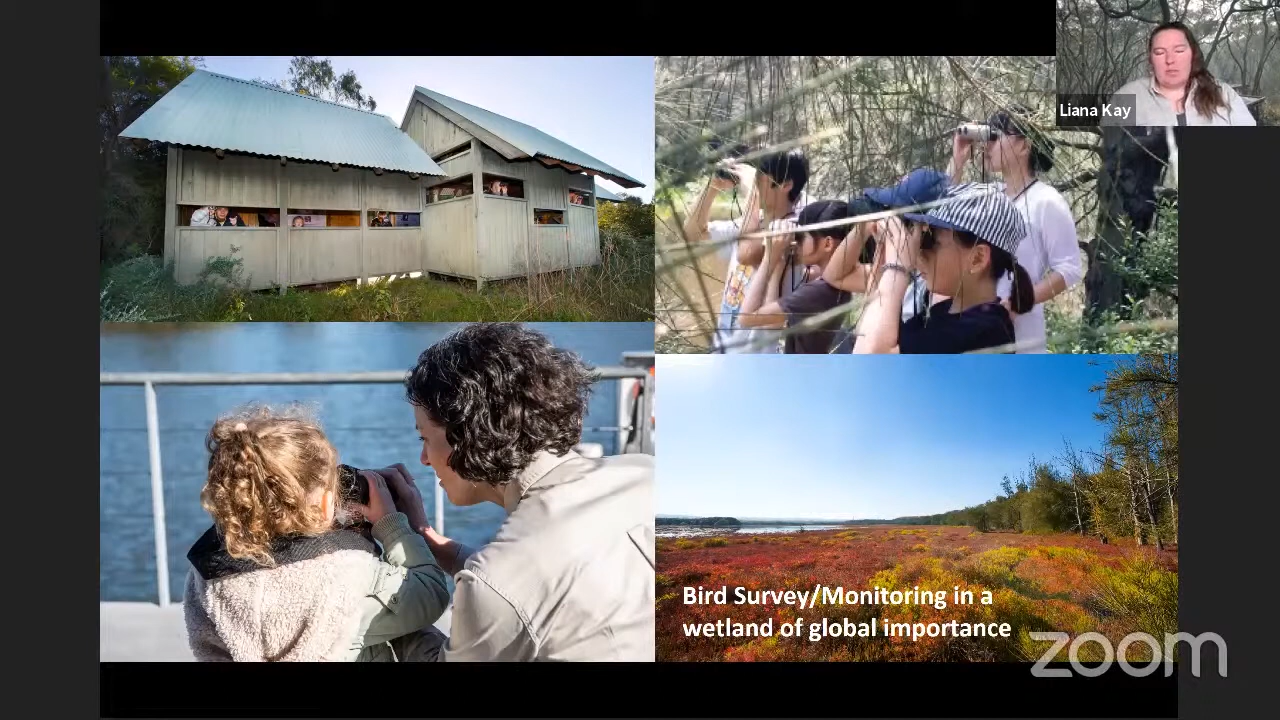 Liana Kay
Bird Survey/Monitoring in a
wetland of global importance
zoom